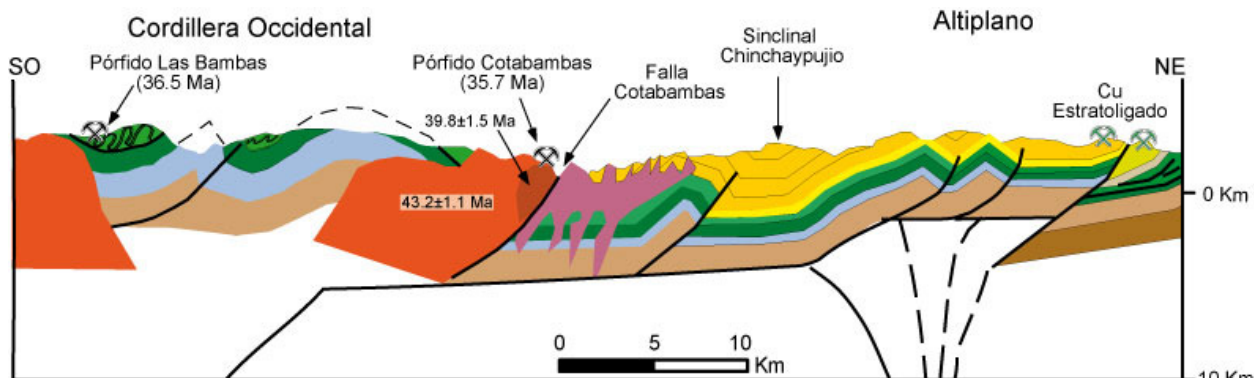 Cordillera Occidental
Altiplano
SO
Pórfido Las Bambas
(36.5 Ma)
Pórfido Cotabambas
(35.7 Ma)
Falla
Cotabambas
Sinclinal
Chinchaypujio
NE
Cu
Estratoligado
39.8±1.5 Ma
43.2±1.1 Ma
0 Km
0 5 10
Km
-10 Km